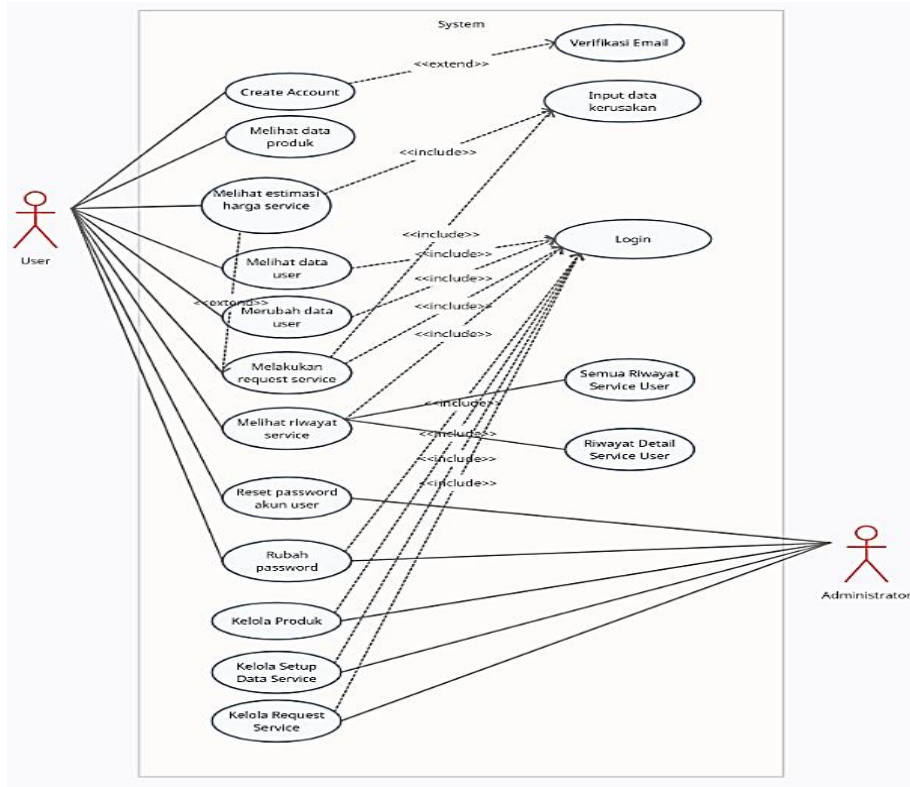 System
Verifikasi Email
<<extend>>
Create Account
Input data
kerusakan
Melihat data
produk
<<include>>
Melihat estimasi
harga service
<<include>>
Login
<<include>>
Melihat data
user
User
<<include>>
<<extend>>
<<include>>
Merubah data
user
<<include>>
Melakukan
request service
Semua Riwayat
Service User
<<include>>
Melihat riwayat
service
<<include>>
Riwayat Detail
Service User
<<include>>
<<include>>
Reset password
akun user
Rubah
password
Administrator
Kelola Produk
Kelola Setup
Data Service
Kelola Request
Service